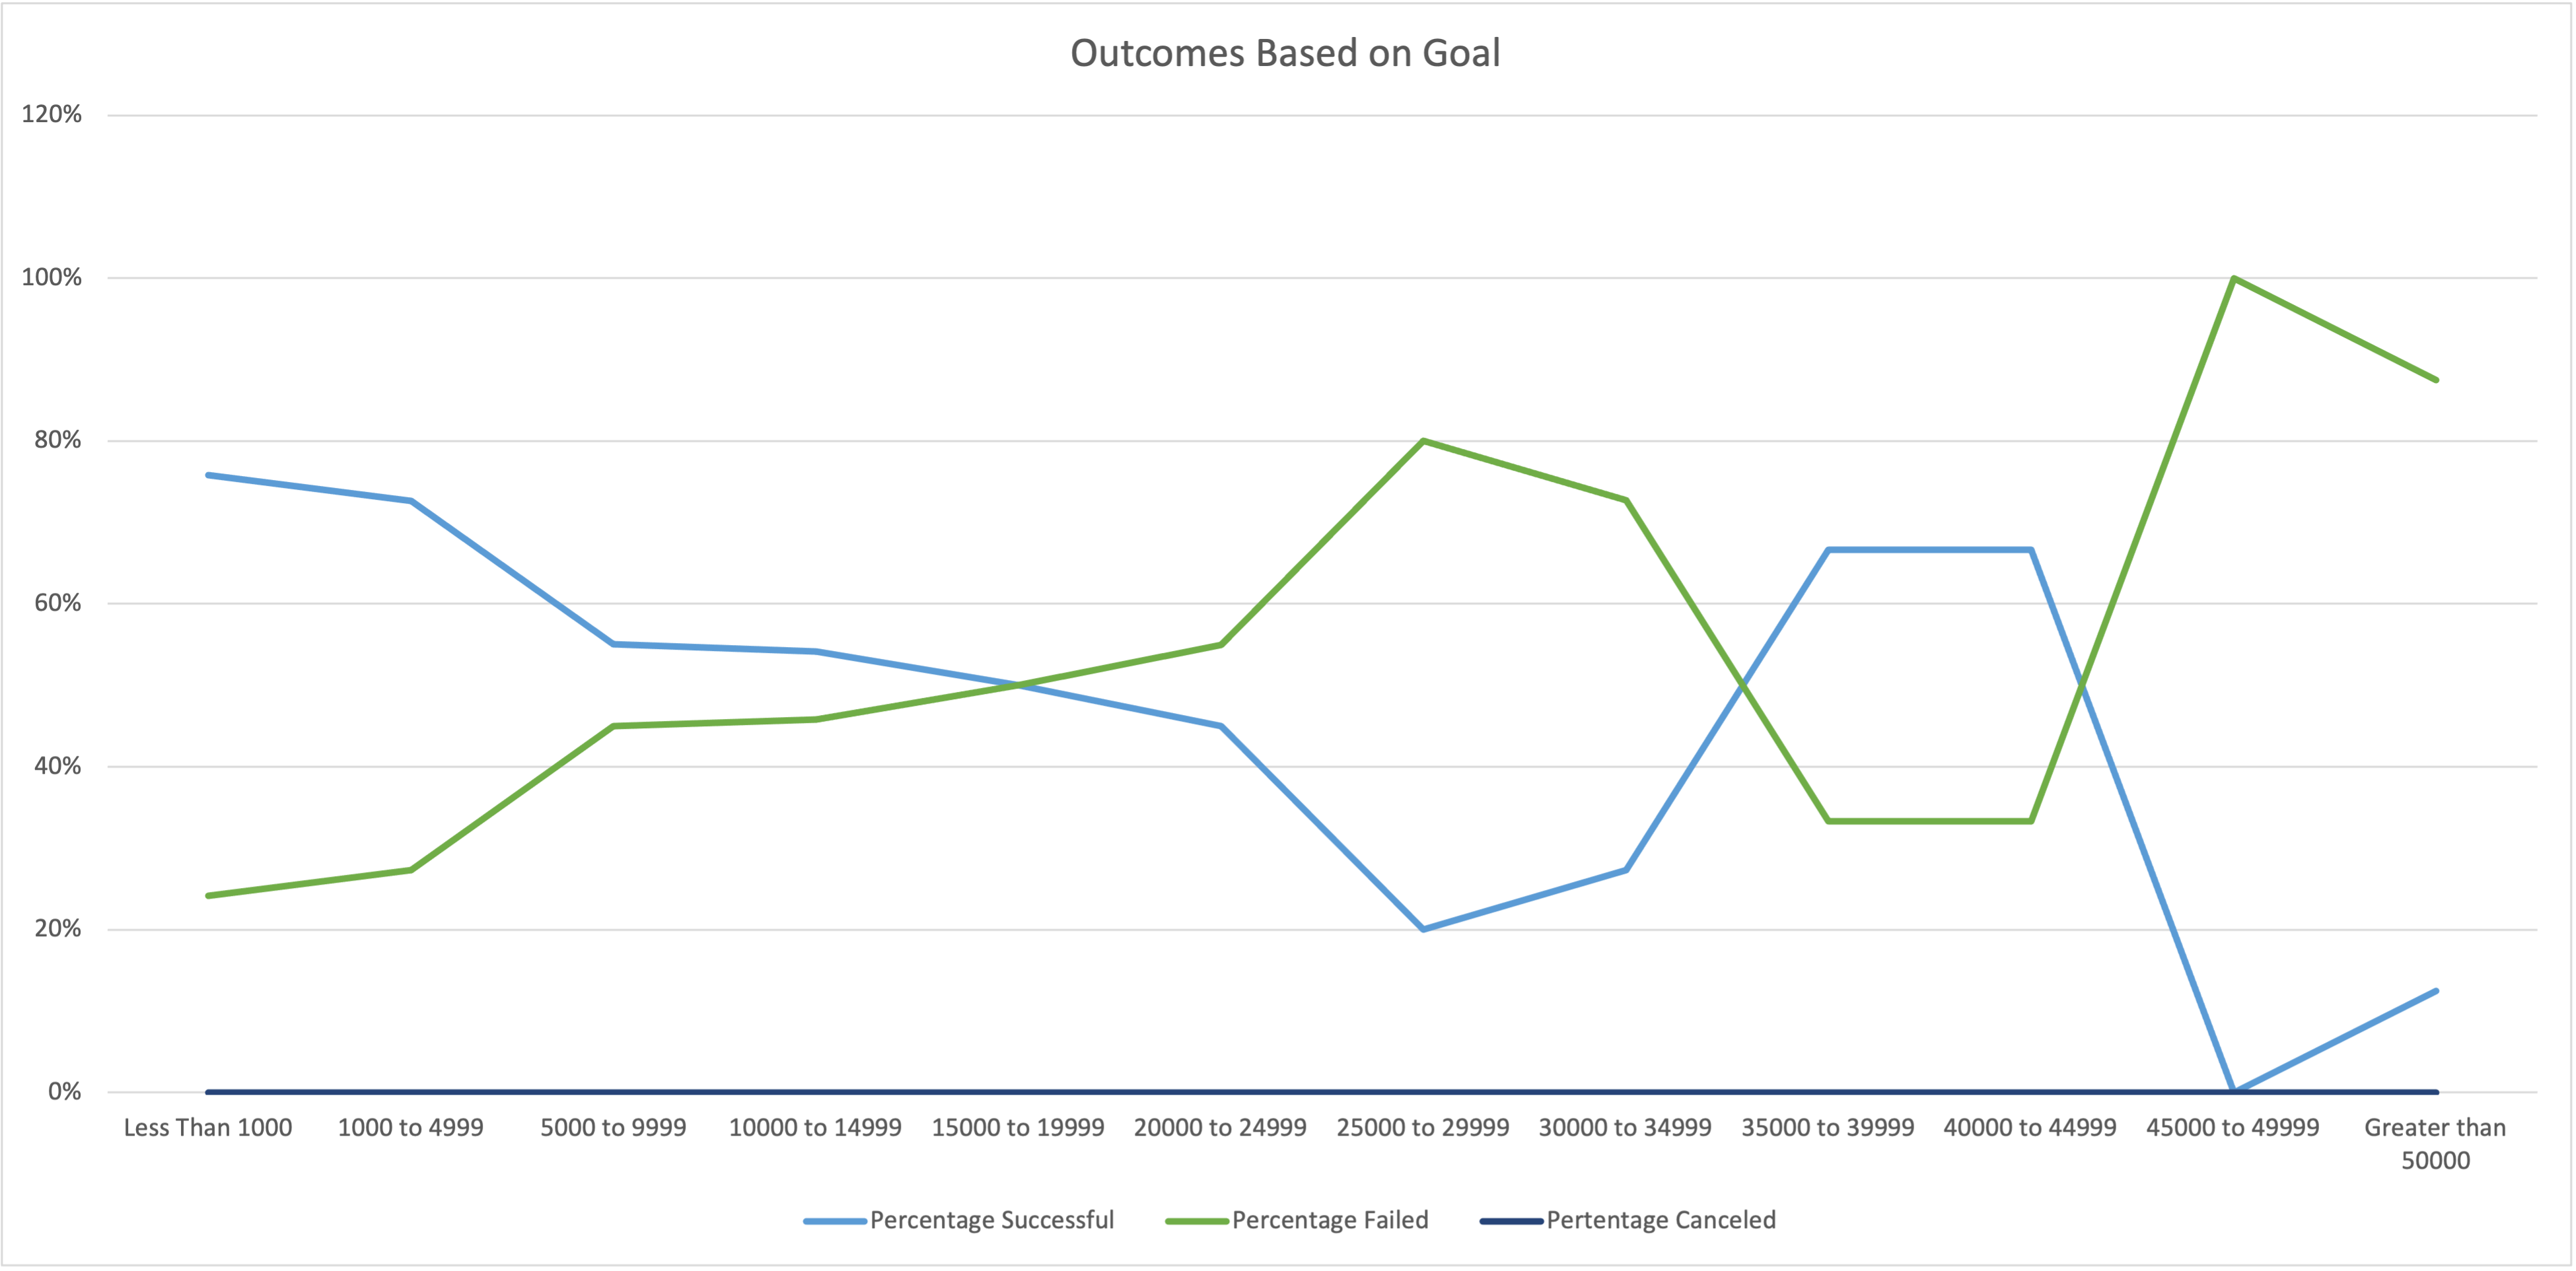 Outcomes Based on Goal
120%
100%
80%
60%
40%
20%
0%
Less Than 1000
1000 to 4999
5000 to 9999
10000 to 14999
15000 to 19999
20000 to 24999
25000 to 29999
30000 to 34999
35000 to 39999
40000 to 44999
45000 to 49999
Greater than
50000
Percentage Successful
Percentage Failed
Pertentage Canceled